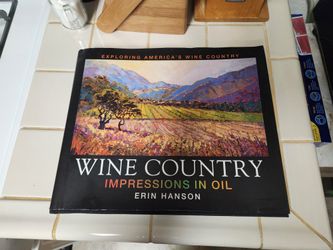 EXPLORING AMERICA'S WINE COUNTRY
WINE COUNTRY
IMPRESSIONS IN OIL
ERIN HANSON